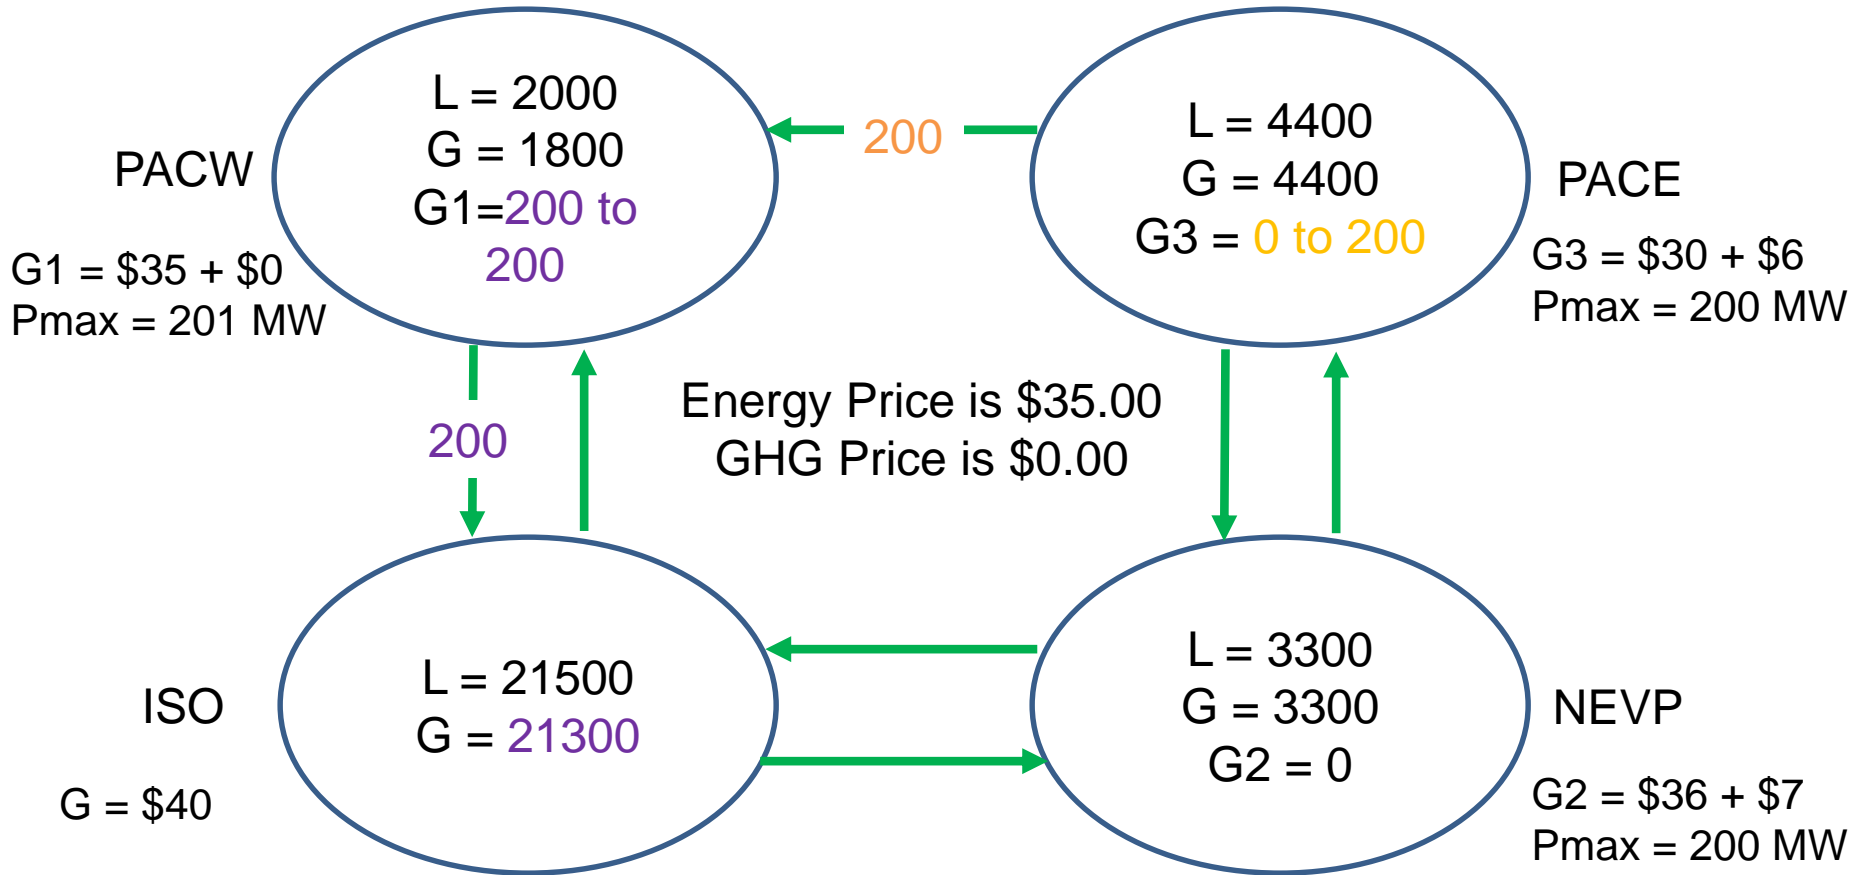 PACW
L = 2000
G = 1800
G1=200 to
200
G1 = $35 + $0
Pmax = 201 MW
200
L = 4400
G = 4400
G3 = 0 to 200
PACE
G3 = $30 + $6
Pmax = 200 MW
200
Energy Price is $35.00
GHG Price is $0.00
ISO
L = 21500
G = 21300
G = $40
L = 3300
G = 3300
G2 = 0
NEVP
G2 = $36 + $7
Pmax = 200 MW